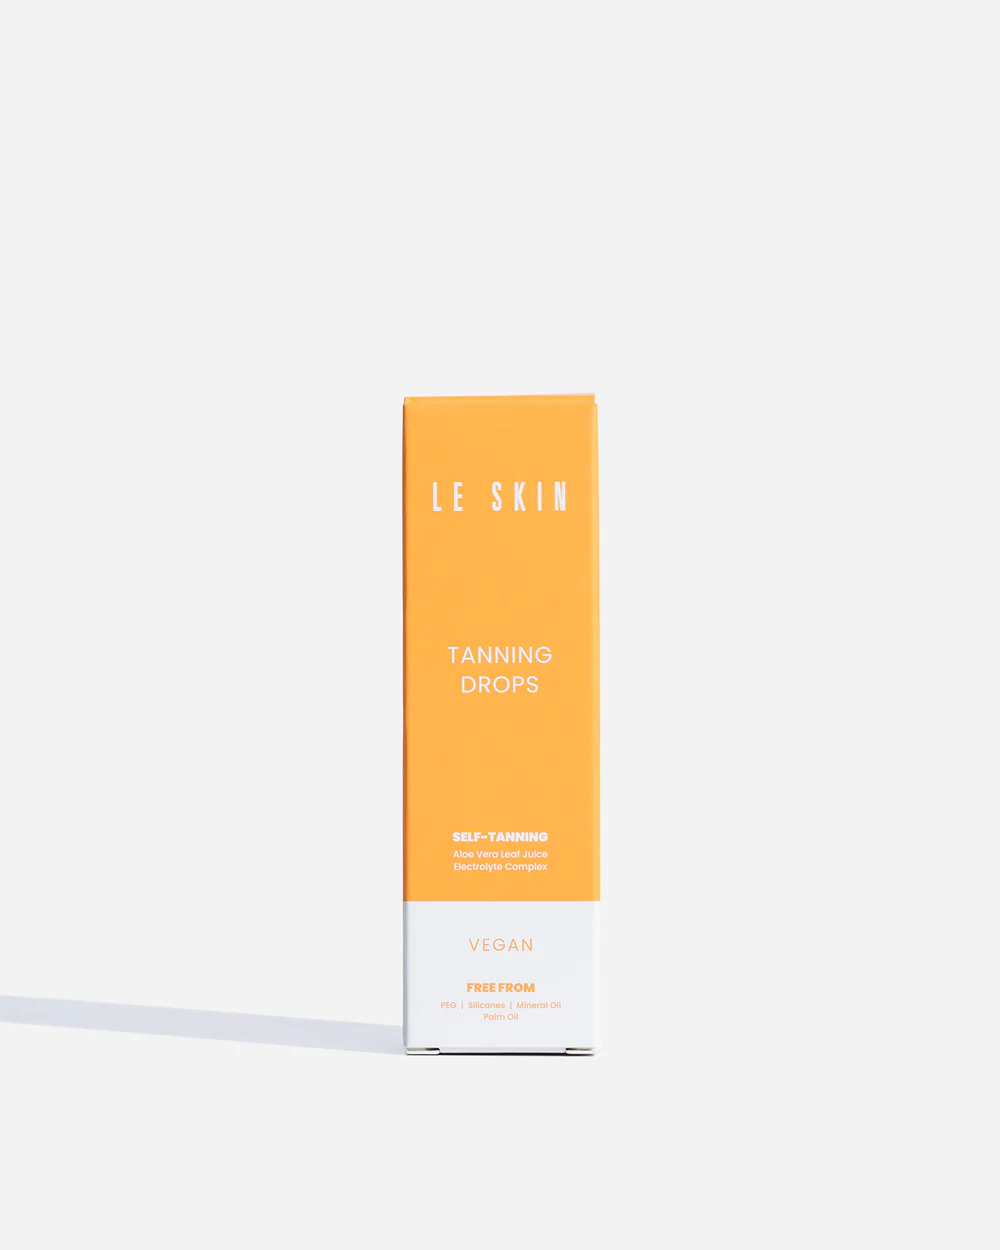 LE SKIN
TANNING
DROPS
SELF-TANNING
Aloe Vera Leaf Juice
Electrolyte Complex
VEGAN
FREE FROM
PEG | Silicones | Mineral Oil
Palm Oil